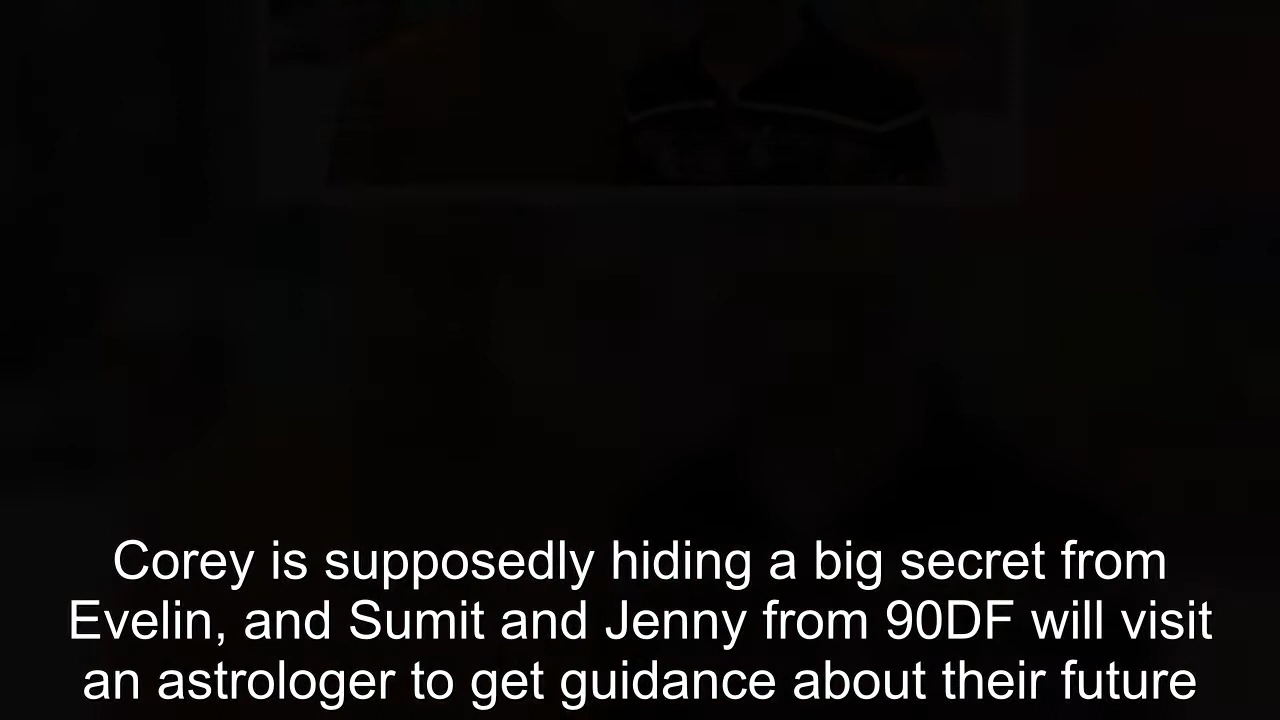 Corey is supposedly hiding a big secret from
Evelin, and Sumit and Jenny from 90DF will visit
an astrologer to get guidance about their future